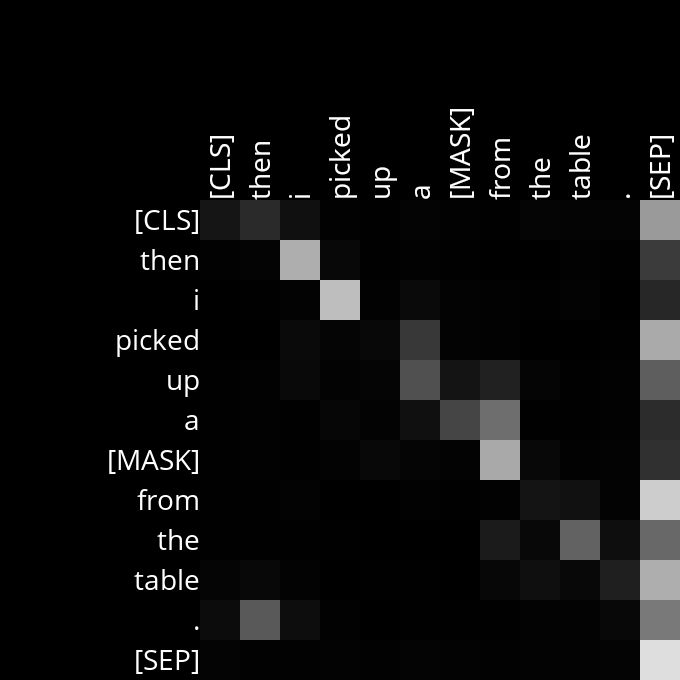 [CLS] then i picked up a [MASK] from the table . [SEP]
[CLS]
then
i
picked
up
a
[MASK]
from
the
table
.
[SEP]